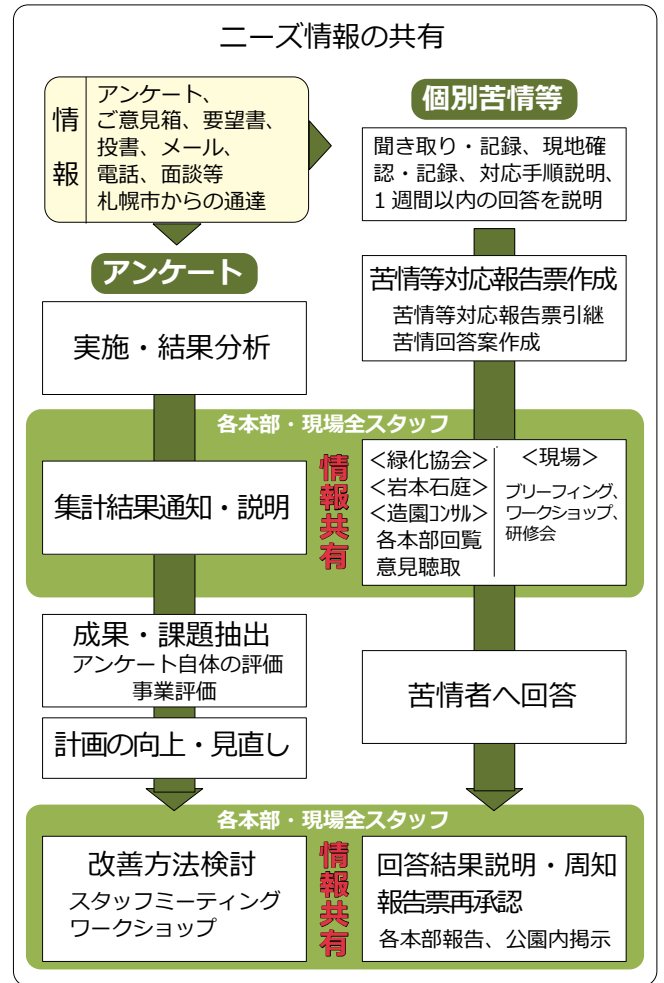 ニーズ情報の共有
情
報
アンケート、
ご意見箱、要望書、
投書、メール、
電話、面談等
札幌市からの通達
個別苦情等
聞き取り・記録、現地確
認・記録、対応手順説明、
1週間以内の回答を説明
アンケート
実施・結果分析
苦情等対応報告票作成
苦情等対応報告票引継
苦情回答案作成
各本部・現場全スタッフ
集計結果通知・説明
情報共有
<緑化協会>
<岩本石庭>
<造園ｺﾝｻﾙ>
各本部回覧
意見聴取
<現場>
ブリーフィング、
ワークショップ、
研修会
成果・課題抽出
アンケート自体の評価
事業評価
計画の向上・見直し
苦情者へ回答
各本部・現場全スタッフ
改善方法検討
スタッフミーティング
ワークショップ
情報共有
回答結果説明・周知
報告票再承認
各本部報告、公園内掲示